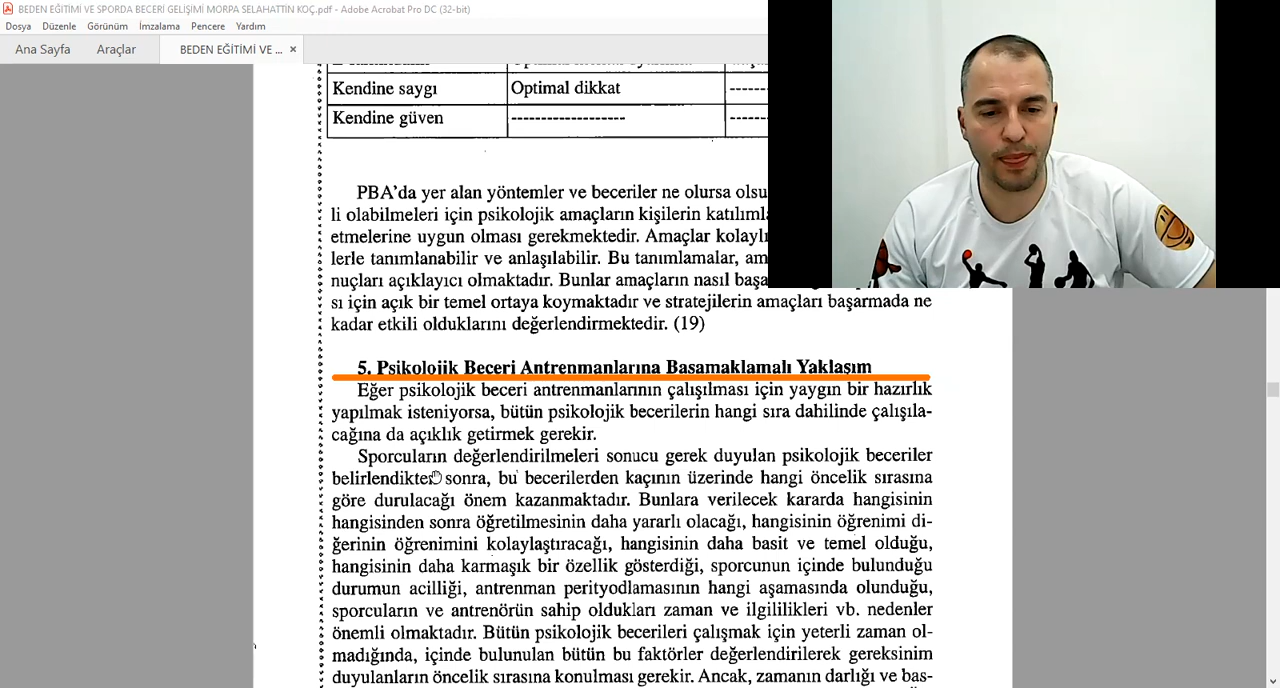 BEDEN EĞİTİMİ VE SPORDA BECERİ GELİŞİMİ MORPA SELAHATTİN KOÇ.pdf - Adobe Acrobat Pro DC (32-bit)
Dosya Düzenle Görünüm İmzalama Pencere Yardım
Ana Sayfa Araçlar BEDEN EĞİTİMİ VE ... ×
Kendine saygı Optimal dikkat -----
Kendine güven ------------------- -----
PBA'da yer alan yöntemler ve beceriler ne olursa olsu
li olabilmeleri için psikolojik amaçların kişilerin katılımla
etmelerine uygun olması gerekmektedir. Amaçlar kolaylı
lerle tanımlanabilir ve anlaşılabilir. Bu tanımlamalar, am
nuçları açıklayıcı olmaktadır. Bunlar amaçların nasıl başa
sı için açık bir temel ortaya koymaktadır ve stratejilerin amaçları başarmada ne
kadar etkili olduklarını değerlendirmektedir. (19)
5. Psikolojik Beceri Antrenmanlarına Basamaklamalı Yaklaşım
Eğer psikolojik beceri antrenmanlarının çalışılması için yaygın bir hazırlık
yapılmak isteniyorsa, bütün psikolojik becerilerin hangi sıra dahilinde çalışıla-
cağına da açıklık getirmek gerekir.
Sporcuların değerlendirilmeleri sonucu gerek duyulan psikolojik beceriler
sonra, bu becerilerden kaçının üzerinde hangi öncelik sırasına
göre durulacağı önem kazanmaktadır. Bunlara verilecek kararda hangisinin
hangisinden sonra öğretilmesinin daha yararlı olacağı, hangisinin öğrenimi di-
ğerinin öğrenimini kolaylaştıracağı, hangisinin daha basit ve temel olduğu,
hangisinin daha karmaşık bir özellik gösterdiği, sporcunun içinde bulunduğu
durumun acilliği, antrenman perityodlamasının hangi aşamasında olunduğu,
sporcuların ve antrenörün sahip oldukları zaman ve ilgililikleri vb. nedenler
önemli olmaktadır. Bütün psikolojik becerileri çalışmak için yeterli zaman ol-
madığında, içinde bulunulan bütün bu faktörler değerlendirilerek gereksinim
duyulanların öncelik sırasına konulması gerekir. Ancak, zamanın darlığı ve bas-